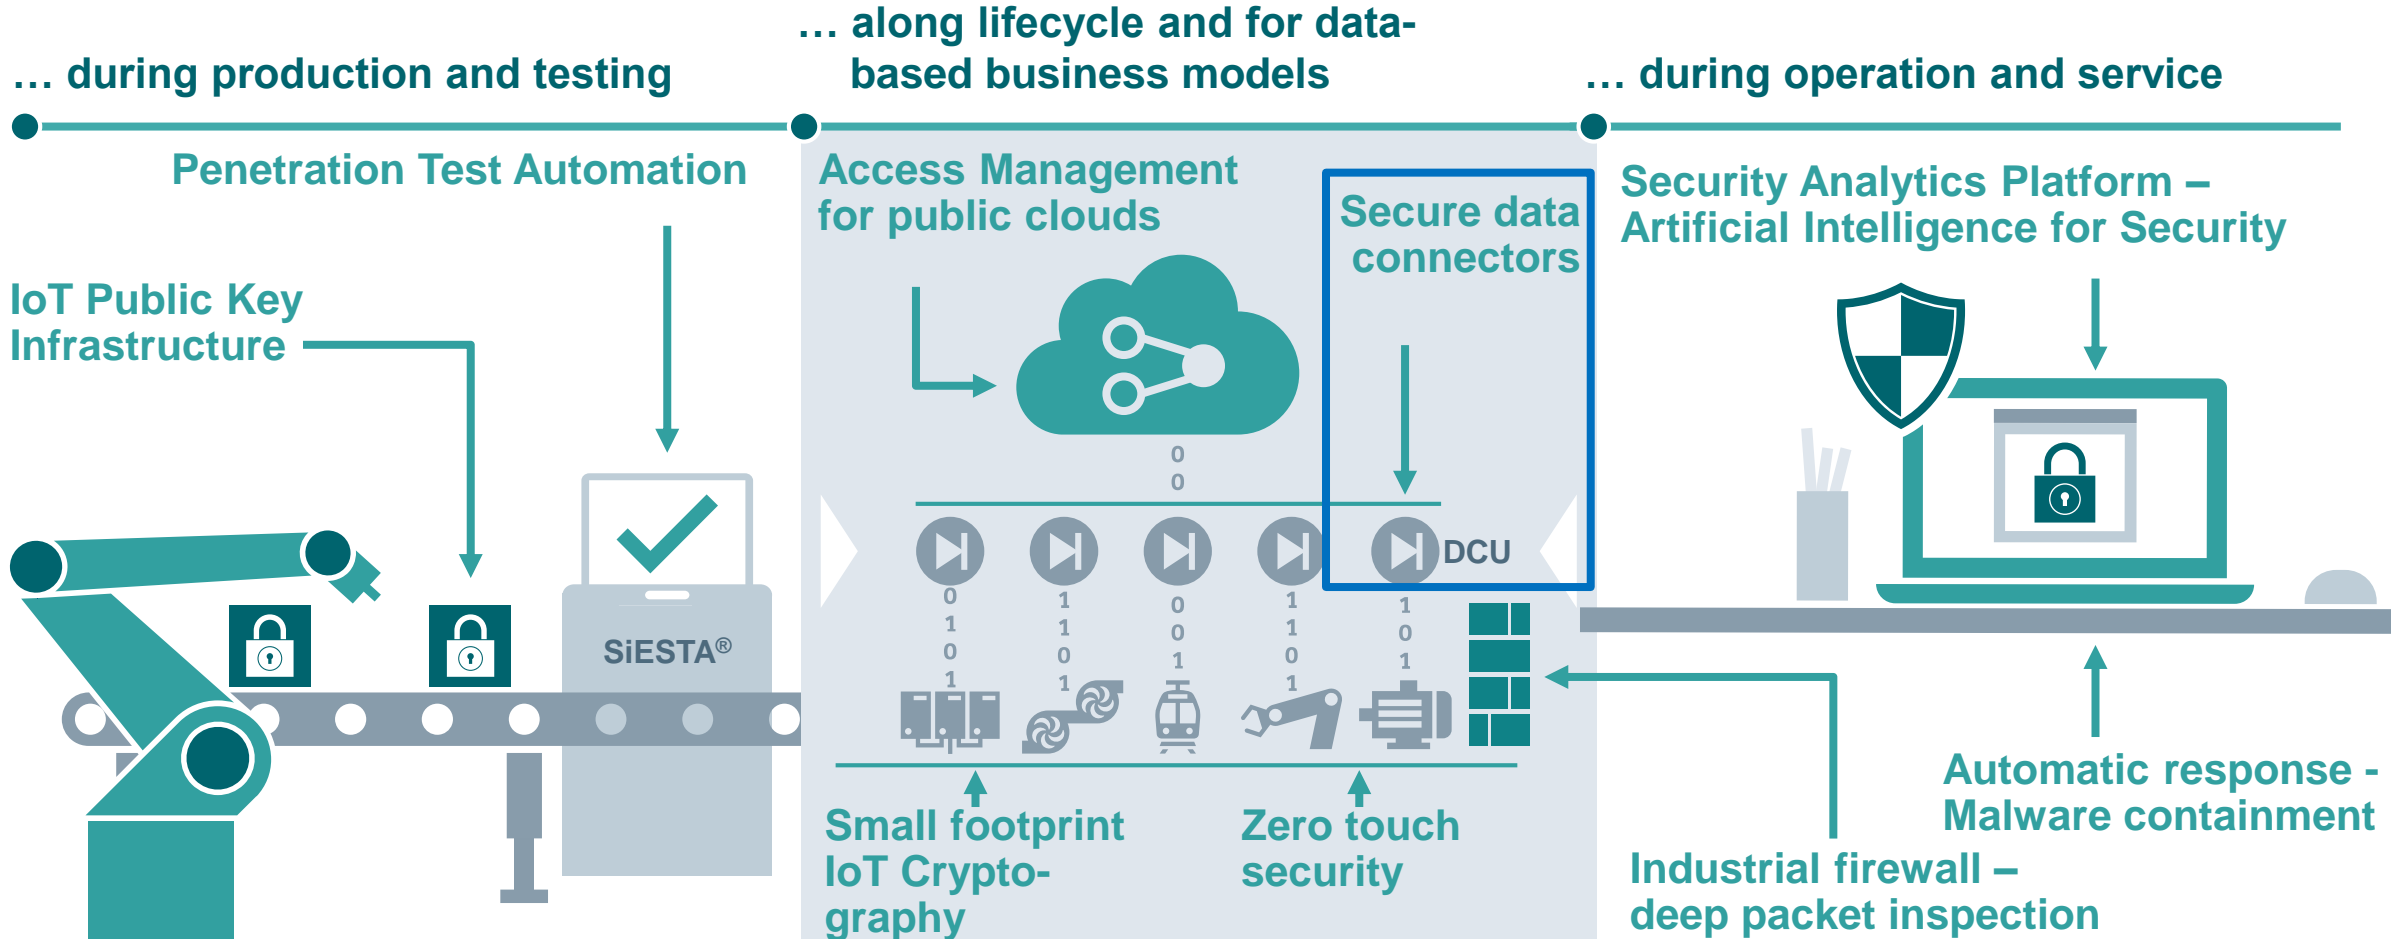 … during production and testing
… along lifecycle and for data-
based business models
… during operation and service
Penetration Test Automation
IoT Public Key
Infrastructure
SiESTA®
Access Management
for public clouds
Secure data
connectors
0
0
DCU
0
1
0
1
1
1
0
1
0
0
1
1
1
0
1
1
0
1
Small footprint
IoT Crypto-
graphy
Zero touch
security
Security Analytics Platform –
Artificial Intelligence for Security
Automatic response -
Malware containment
Industrial firewall –
deep packet inspection